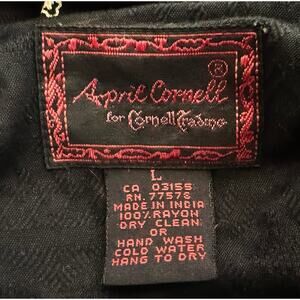 April Cornell ®
for Cornell Trading
L
CA 03155
RN. 77578
MADE IN INDIA
100% RAYON
DRY CLEAN
OR
HAND WASH
COLD WATER
HANG TO DRY